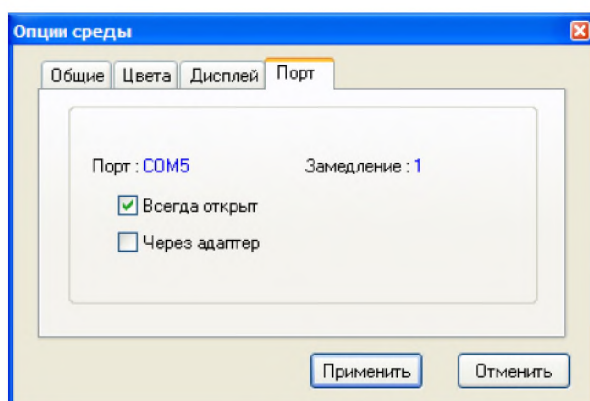 Опции среды
Общие Цвета Дисплей Порт
Порт : COM5 Замедление : 1
Всегда открыт
Через адаптер
Применить Отменить